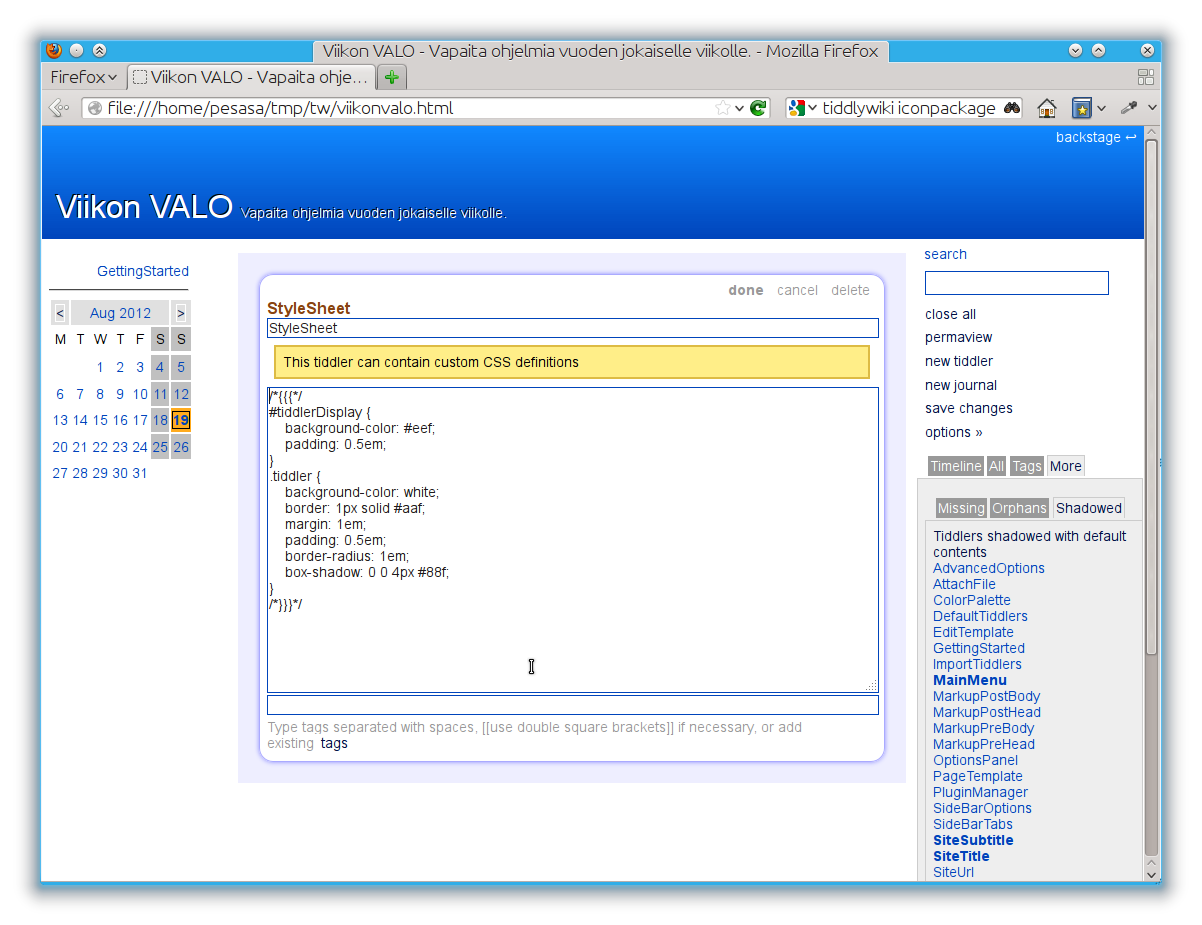 Viikon VALO - Vapaita ohjelmia vuoden jokaiselle viikolle. - Mozilla Firefox
Firefox
Viikon VALO - Vapaita ohje...
file:///home/pesasa/tmp/tw/viikonvalo.html
tiddlywiki iconpackage
backstage ↩
Viikon VALO Vapaita ohjelmia vuoden jokaiselle viikolle.
GettingStarted
< Aug 2012 >
M T W T F S S
1 2 3 4 5
6 7 8 9 10 11 12
13 14 15 16 17 18 19
20 21 22 23 24 25 26
27 28 29 30 31
done cancel delete
StyleSheet
StyleSheet
This tiddler can contain custom CSS definitions
/*{{{*/
#tiddlerDisplay {
background-color: #eef;
padding: 0.5em;
}
.tiddler {
background-color: white;
border: 1px solid #aaf;
margin: 1em;
padding: 0.5em;
border-radius: 1em;
box-shadow: 0 0 4px #88f;
}
/*}}}*/
Type tags separated with spaces, [[use double square brackets]] if necessary, or add
existing tags
search
close all
permaview
new tiddler
new journal
save changes
options »
Timeline All Tags More
Missing Orphans Shadowed
Tiddlers shadowed with default
contents
AdvancedOptions
AttachFile
ColorPalette
DefaultTiddlers
EditTemplate
GettingStarted
ImportTiddlers
MainMenu
MarkupPostBody
MarkupPostHead
MarkupPreBody
MarkupPreHead
OptionsPanel
PageTemplate
PluginManager
SideBarOptions
SideBarTabs
SiteSubtitle
SiteTitle
SiteUrl